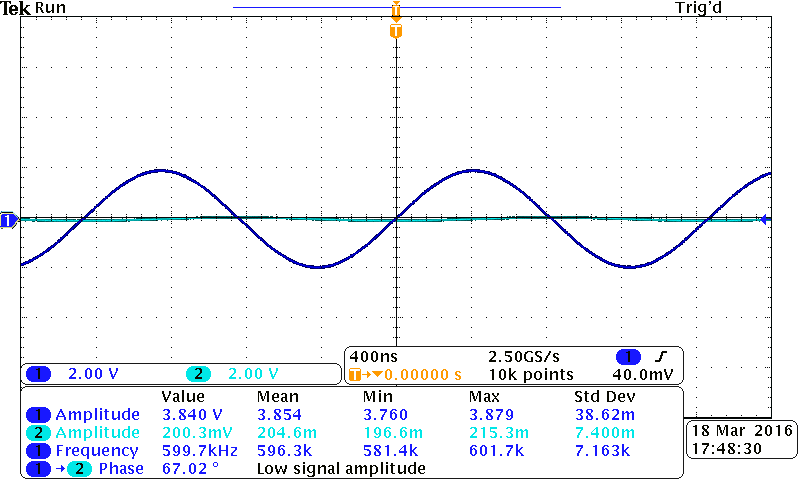 Tek Run Trig'd
T
T
1
1 2.00 V 2 2.00 V
400ns 2.50GS/s 1
T→▼0.00000 s 10k points 40.0mV
Value Mean Min Max Std Dev
1 Amplitude 3.840 V 3.854 3.760 3.879 38.62m
2 Amplitude 200.3mV 204.6m 196.6m 215.3m 7.400m
1 Frequency 599.7kHz 596.3k 581.4k 601.7k 7.163k
1 →2 Phase 67.02 ° Low signal amplitude
18 Mar 2016
17:48:30